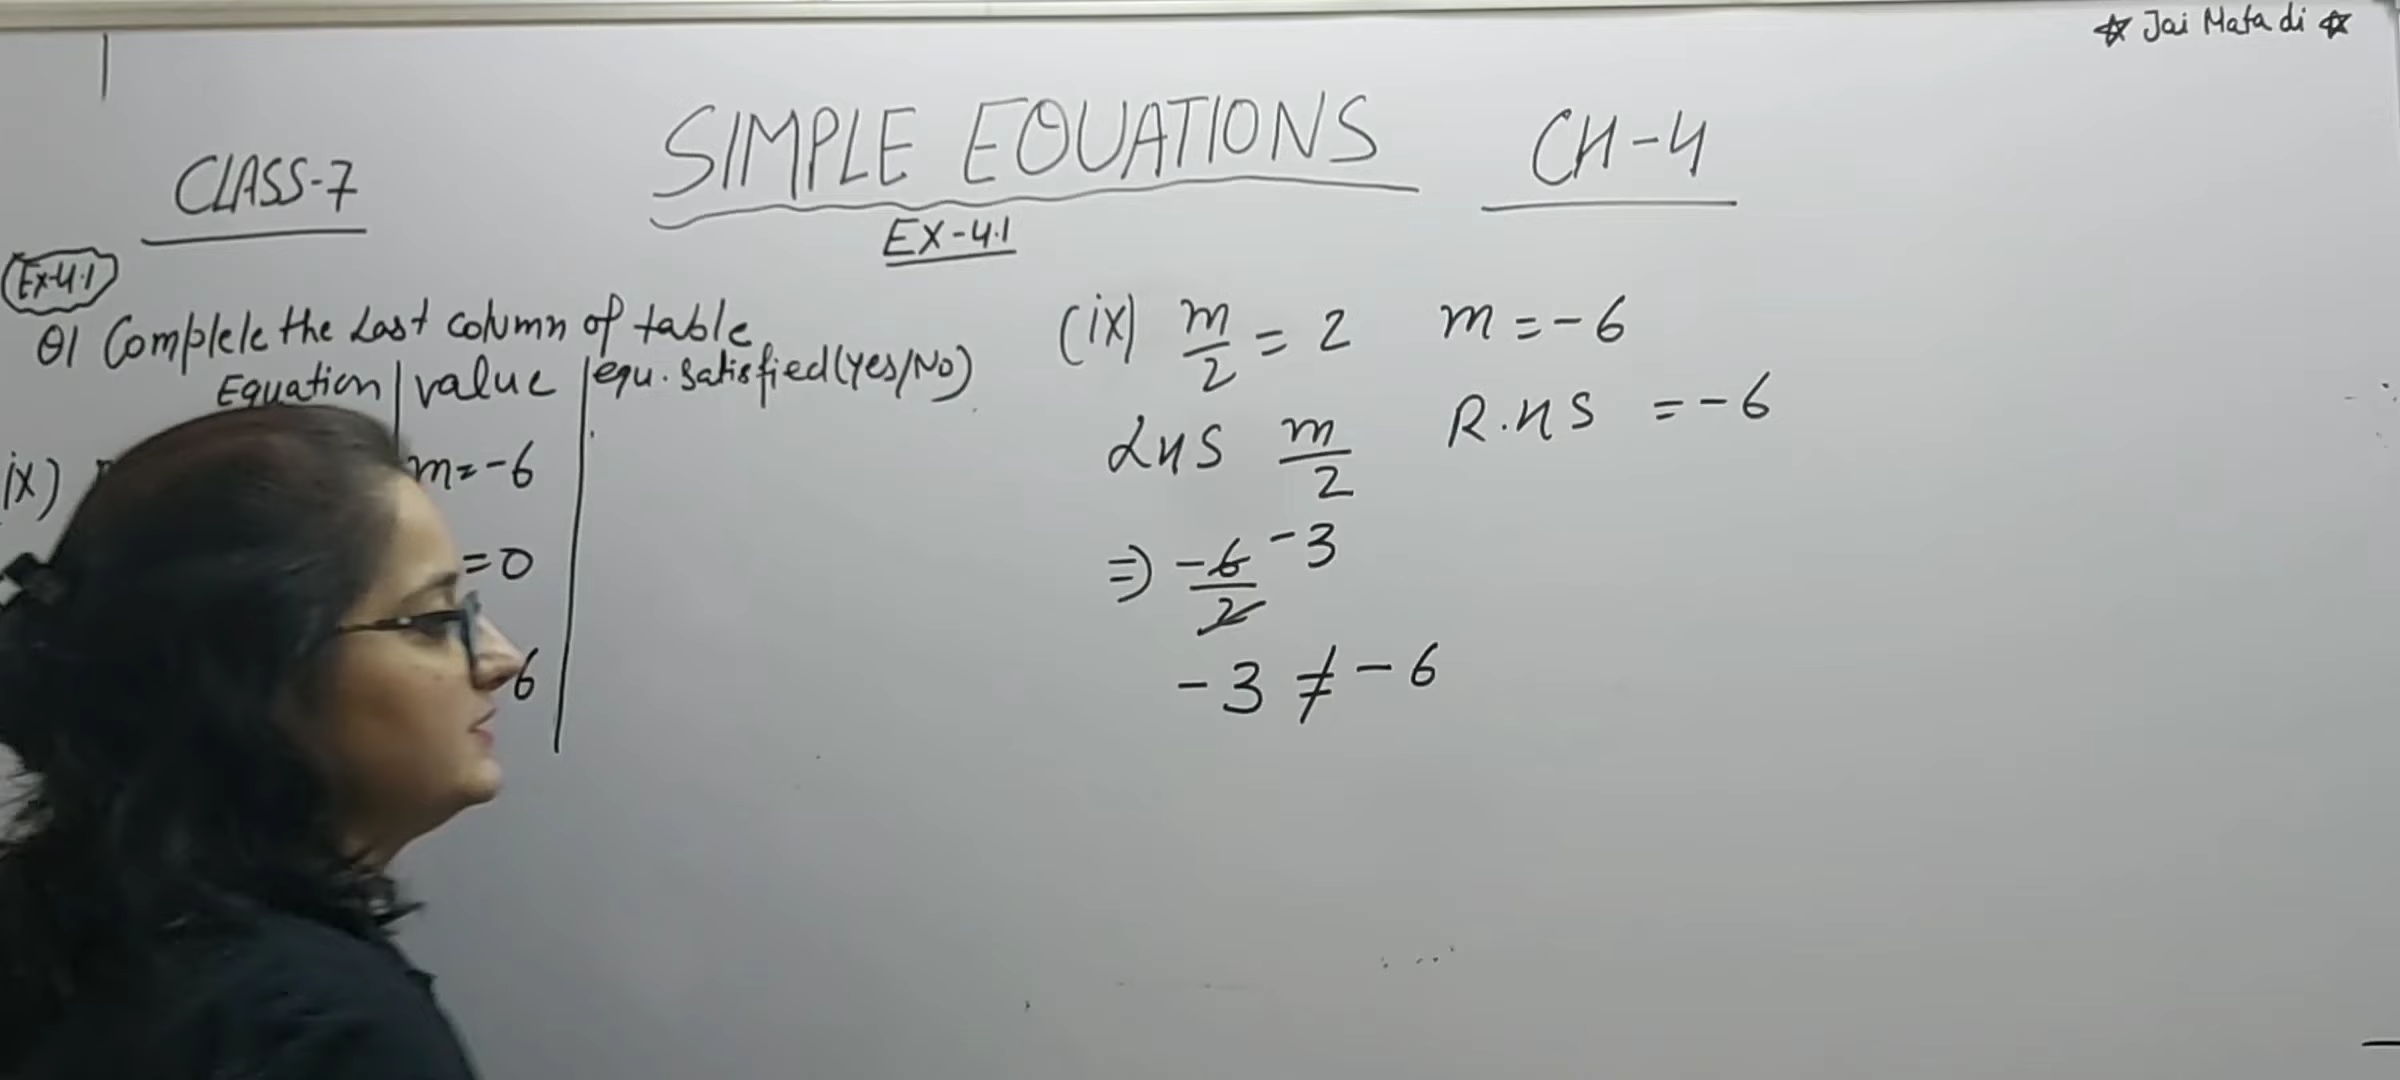 ☆ Jai Mata di ☆
CLASS-7 SIMPLE EQUATIONS CH-4
EX-4.1
Ex-4.1
Q1 Complete the Last column of table
Equation | value | equ. satisfied (yes/No)
ix) m=-6
=0
6
(ix) m/2 = 2 m = -6
LHS m/2 R.HS = -6
⇒ -6/2 -3
-3 ≠ -6